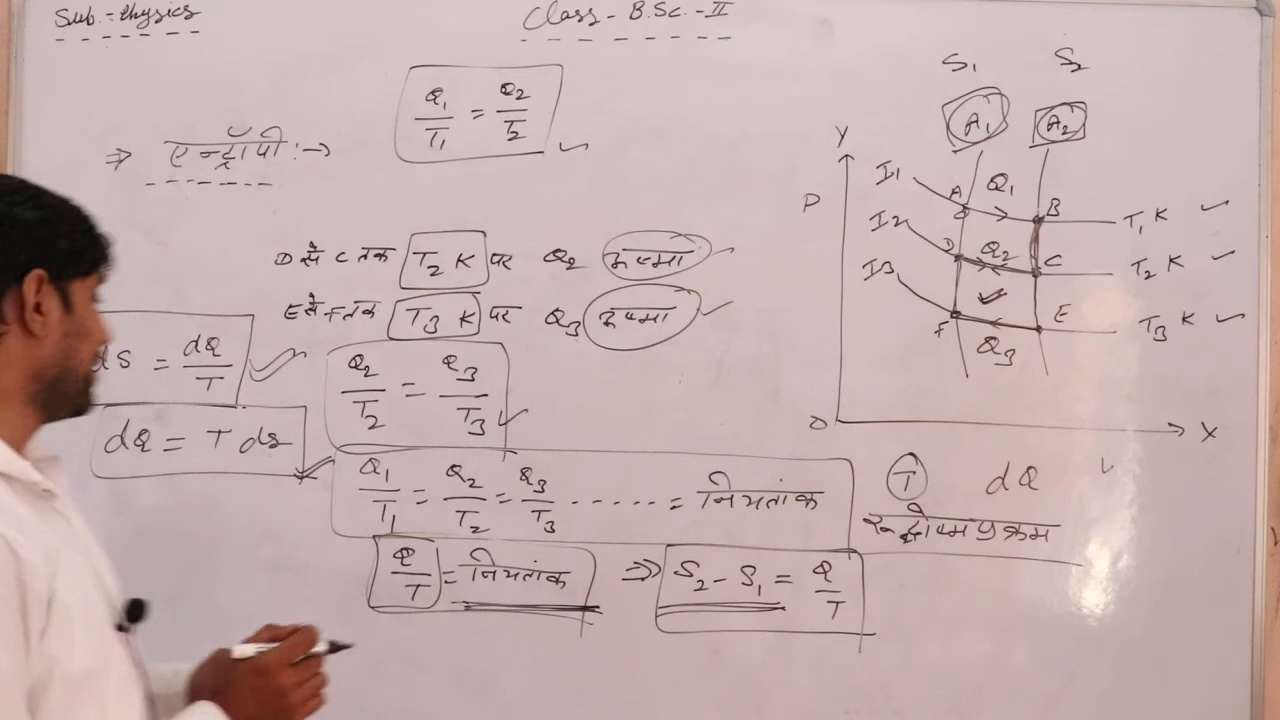 Sub. - Physics
Class - B.Sc. - II
Q₁/T₁ = Q₂/T₂
⇒ एन्ट्रॉपी :→
D से C तक T₂ K पर Q₂ ऊष्मा
E से F तक T₃ K पर Q₃ ऊष्मा
dS = dQ/T
Q₂/T₂ = Q₃/T₃
dQ = T ds
Q₁/T₁ = Q₂/T₂ = Q₃/T₃ ...... = नियतांक
Q/T = नियतांक ⇒ S₂ - S₁ = Q/T
S₁ S₂
A₁ A₂
Y
P
I₁ A Q₁ B T₁ K
I₂ D Q₂ C T₂ K
I3 F Q₃ E T₃ K
O X
T dQ
रूद्धोष्म प्रक्रम